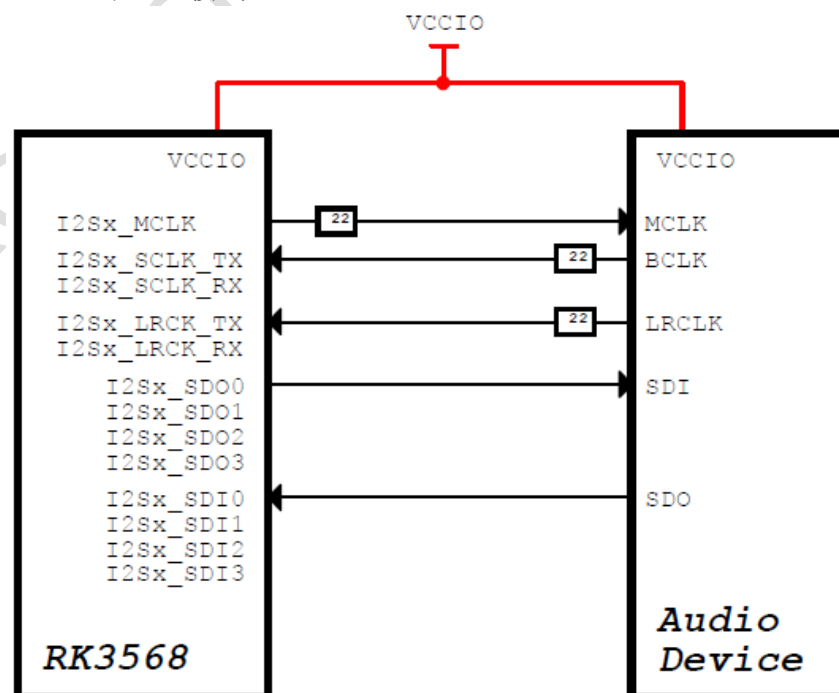 VCCIO
VCCIO
I2Sx_MCLK
I2Sx_SCLK_TX
I2Sx_SCLK_RX
I2Sx_LRCK_TX
I2Sx_LRCK_RX
I2Sx_SDO0
I2Sx_SDO1
I2Sx_SDO2
I2Sx_SDO3
I2Sx_SDI0
I2Sx_SDI1
I2Sx_SDI2
I2Sx_SDI3
RK3568
22
22
22
VCCIO
MCLK
BCLK
LRCLK
SDI
SDO
Audio
Device